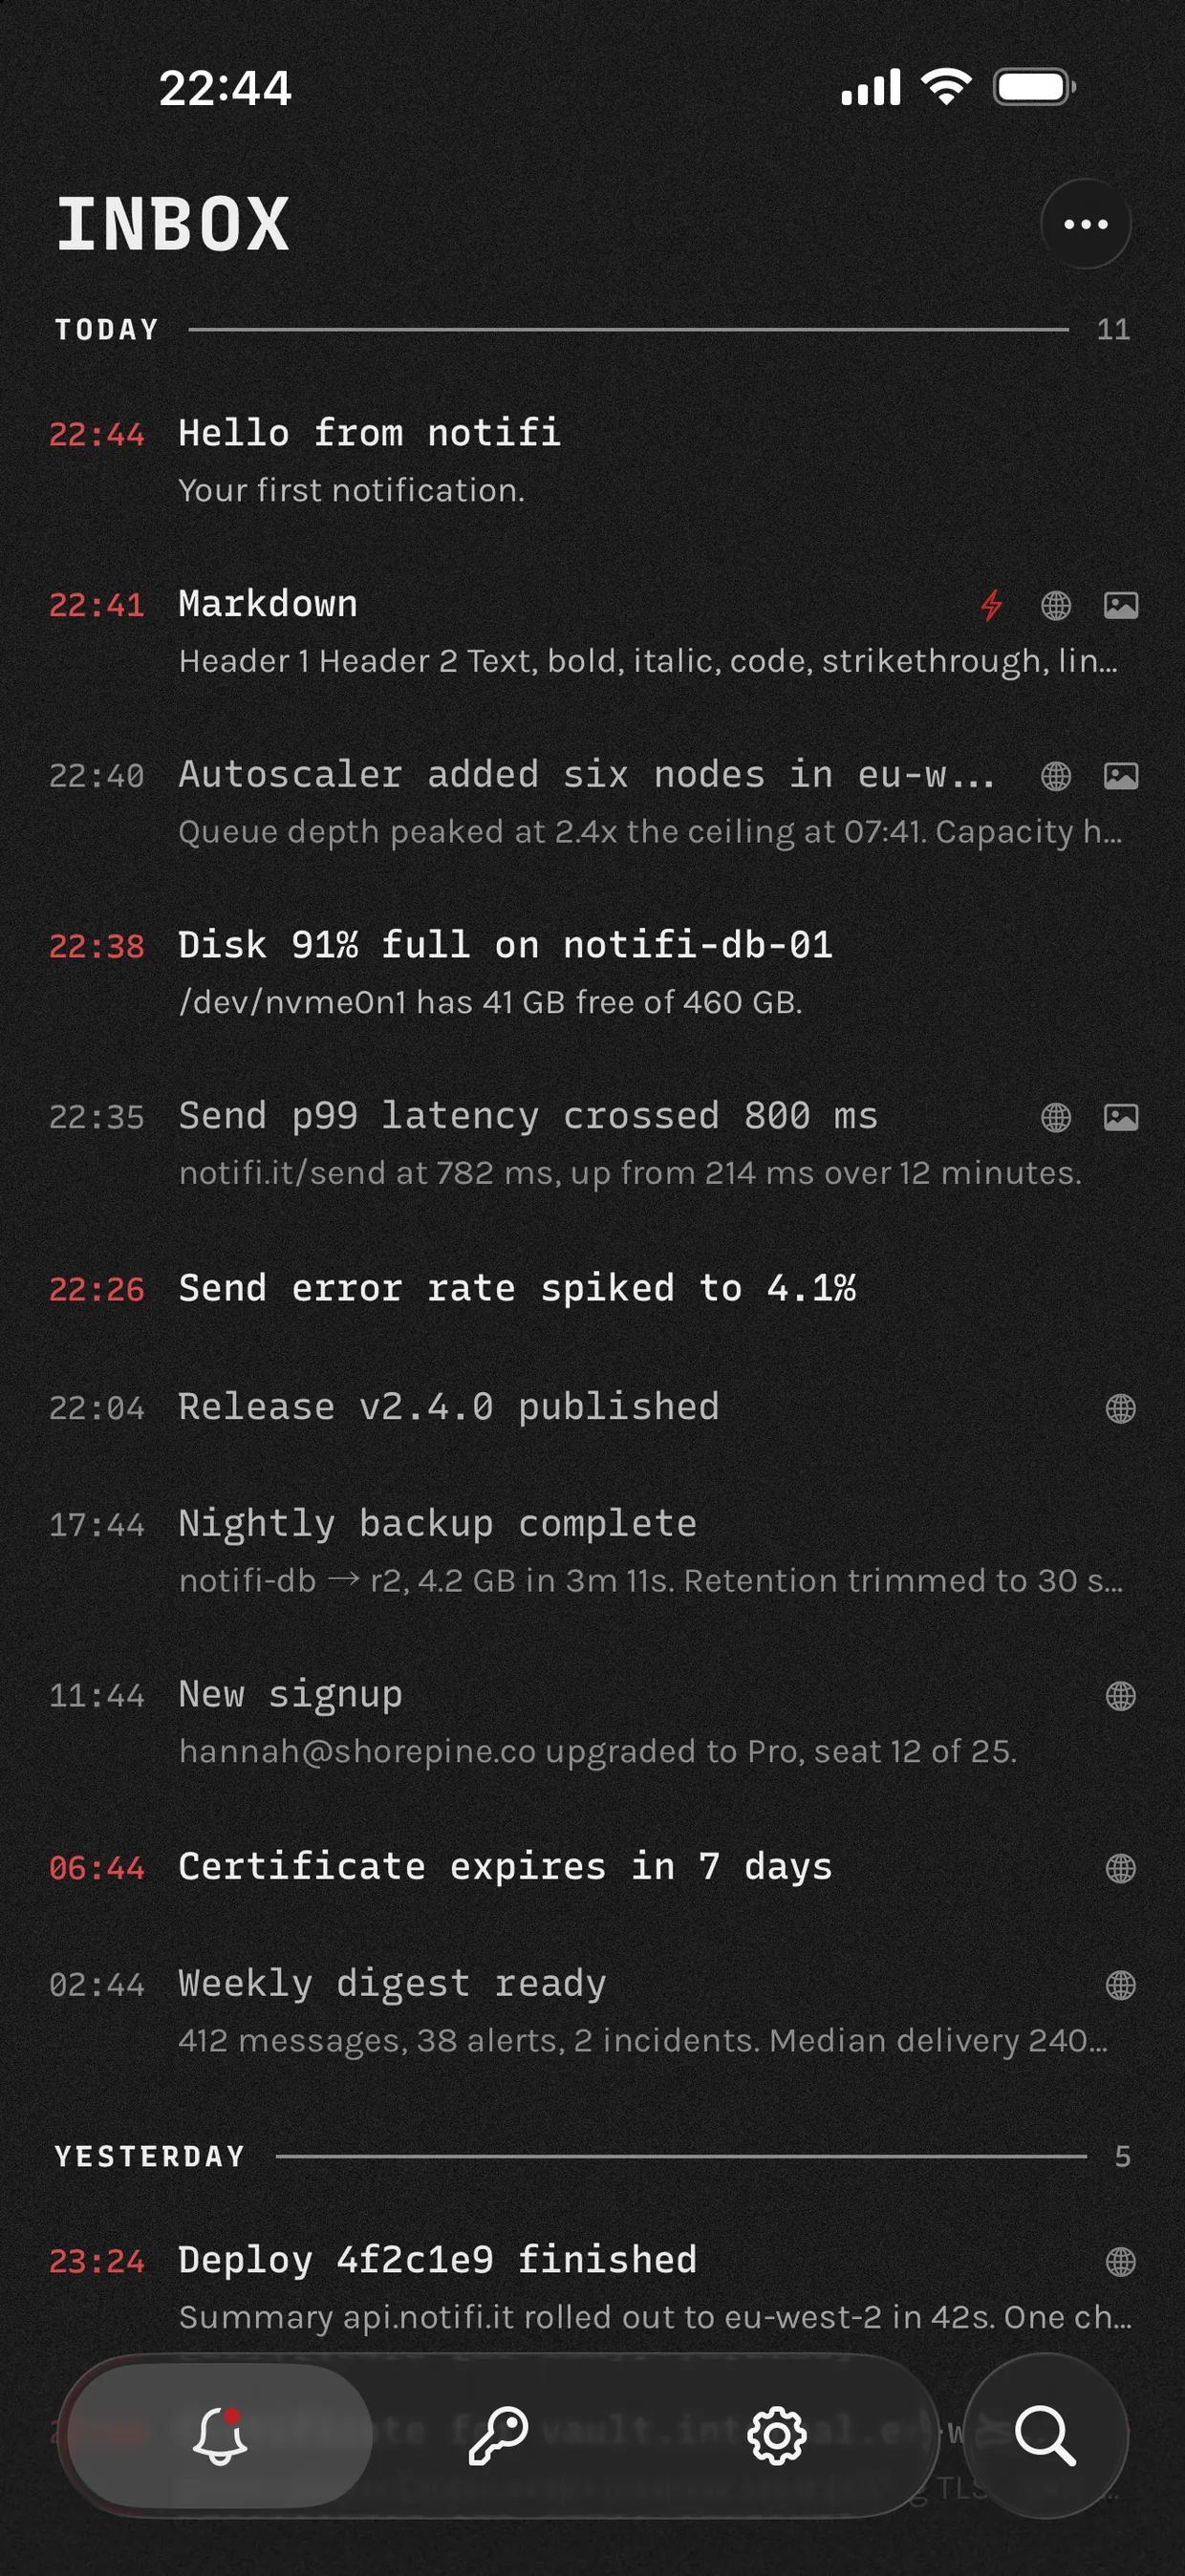 22:44
INBOX
TODAY 11
22:44 Hello from notifi
Your first notification.
22:41 Markdown
Header 1 Header 2 Text, bold, italic, code, strikethrough, lin...
22:40 Autoscaler added six nodes in eu-w...
Queue depth peaked at 2.4x the ceiling at 07:41. Capacity h...
22:38 Disk 91% full on notifi-db-01
/dev/nvme0n1 has 41 GB free of 460 GB.
22:35 Send p99 latency crossed 800 ms
notifi.it/send at 782 ms, up from 214 ms over 12 minutes.
22:26 Send error rate spiked to 4.1%
22:04 Release v2.4.0 published
17:44 Nightly backup complete
notifi-db → r2, 4.2 GB in 3m 11s. Retention trimmed to 30 s...
11:44 New signup
hannah@shorepine.co upgraded to Pro, seat 12 of 25.
06:44 Certificate expires in 7 days
02:44 Weekly digest ready
412 messages, 38 alerts, 2 incidents. Median delivery 240...
YESTERDAY 5
23:24 Deploy 4f2c1e9 finished
Summary api.notifi.it rolled out to eu-west-2 in 42s. One ch...